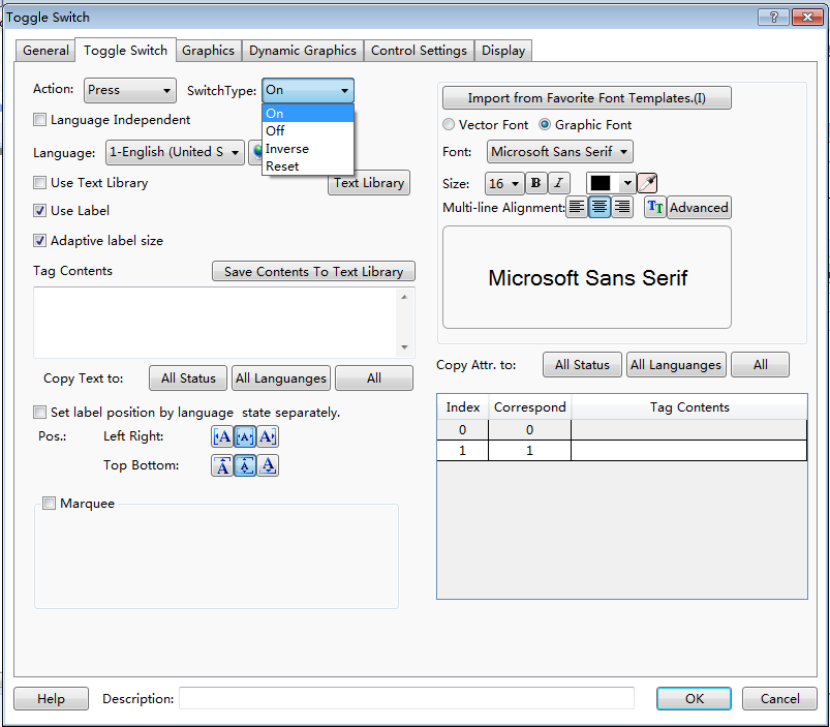 Toggle Switch
General Toggle Switch Graphics Dynamic Graphics Control Settings Display
Action: Press SwitchType: On
On
Off
Inverse
Reset
Language Independent
Language: 1-English (United S
Use Text Library Text Library
Use Label
Adaptive label size
Tag Contents Save Contents To Text Library
Copy Text to: All Status All Languanges All
Set label position by language state separately.
Pos.: Left Right: A A A
Top Bottom: A A A
Marquee
Import from Favorite Font Templates.(I)
Vector Font Graphic Font
Font: Microsoft Sans Serif
Size: 16 B I
Multi-line Alignment: TT Advanced
Microsoft Sans Serif
Copy Attr. to: All Status All Languanges All
Index Correspond Tag Contents
0 0
1 1
Help Description: OK Cancel